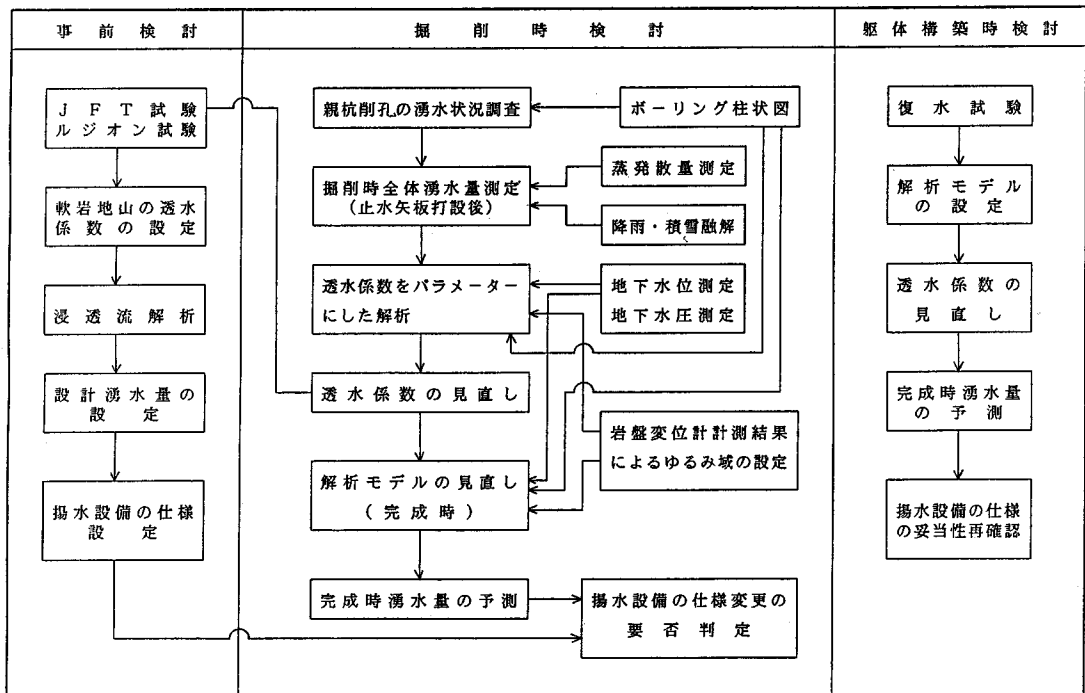 事前検討
掘削時検討
躯体構築時検討
JFT試験
ルジオン試験
軟岩地山の透水
係数の設定
浸透流解析
設計湧水量の
設定
揚水設備の仕様
設定
親杭削孔の湧水状況調査
ボーリング柱状図
掘削時全体湧水量測定
(止水矢板打設後)
蒸発散量測定
降雨・積雪融解
透水係数をパラメーター
にした解析
地下水位測定
地下水圧測定
透水係数の見直し
岩盤変位計計測結果
によるゆるみ域の設定
解析モデルの見直し
(完成時)
完成時湧水量の予測
揚水設備の仕様変更の
要否判定
復水試験
解析モデル
の設定
透水係数の
見直し
完成時湧水量
の予測
揚水設備の仕様
の妥当性再確認